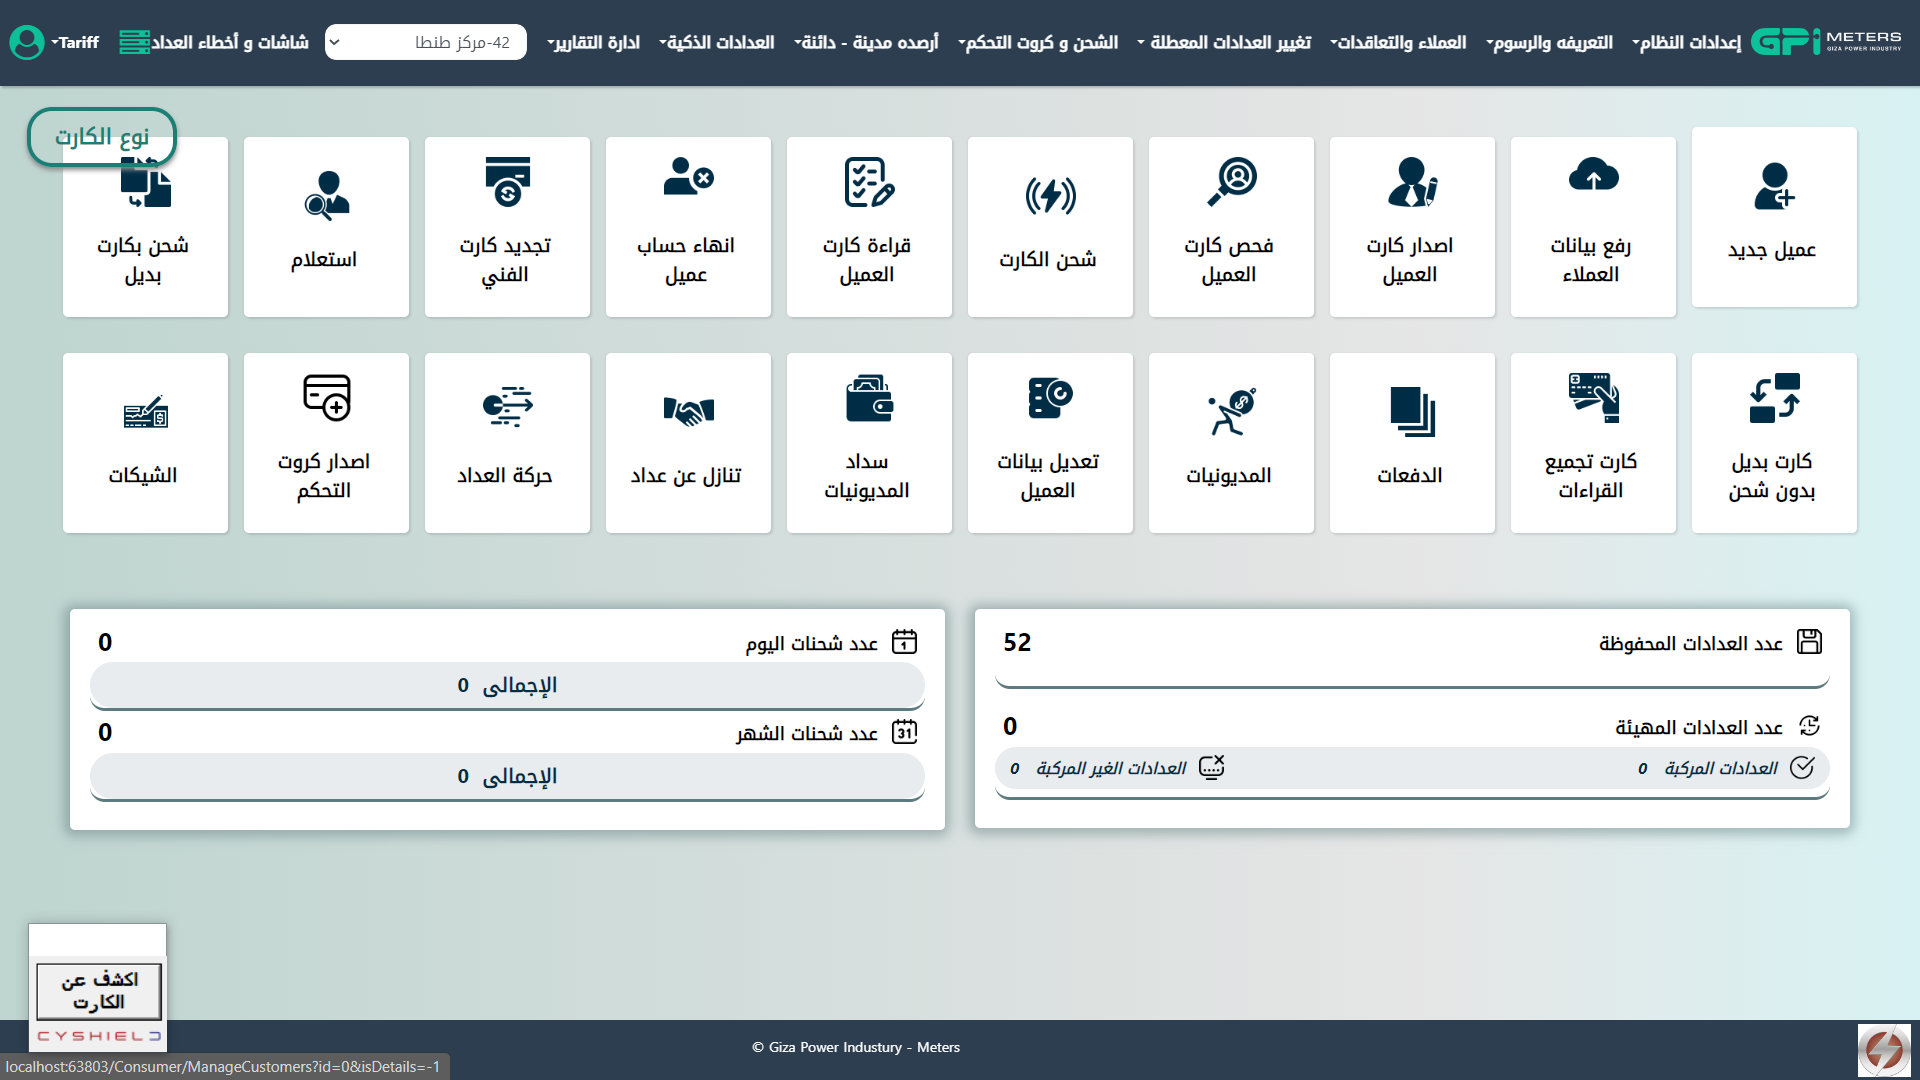 GPI METERS
GIZA POWER INDUSTRY
إعدادات النظام
التعريفه والرسوم
العملاء والتعاقدات
تغيير العدادات المعطلة
الشحن و كروت التحكم
أرصده مدينة - دائنة
العدادات الذكية
ادارة التقارير
42-مركز طنطا
شاشات و أخطاء العداد
Tariff
نوع الكارت
عميل جديد
رفع بيانات
العملاء
اصدار كارت
العميل
فحص كارت
العميل
شحن الكارت
قراءة كارت
العميل
انهاء حساب
عميل
تجديد كارت
الفني
استعلام
شحن بكارت
بديل
كارت بديل
بدون شحن
كارت تجميع
القراءات
الدفعات
المديونيات
تعديل بيانات
العميل
سداد
المديونيات
تنازل عن عداد
حركة العداد
اصدار كروت
التحكم
الشيكات
عدد العدادات المحفوظة 52
عدد العدادات المهيئة 0
العدادات المركبة 0
العدادات الغير المركبة 0
1
عدد شحنات اليوم 0
الإجمالى 0
31
عدد شحنات الشهر 0
الإجمالى 0
اكشف عن
الكارت
CYSHIELD
© Giza Power Industury - Meters
localhost:63803/Consumer/ManageCustomers?id=0&isDetails=-1